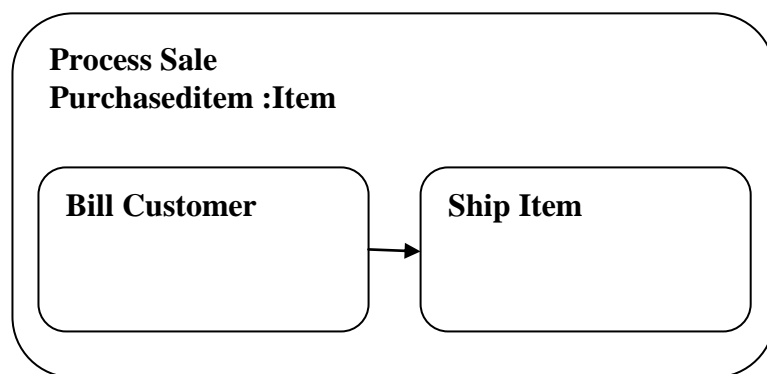 Process Sale
Purchaseditem :Item
Bill Customer
Ship Item